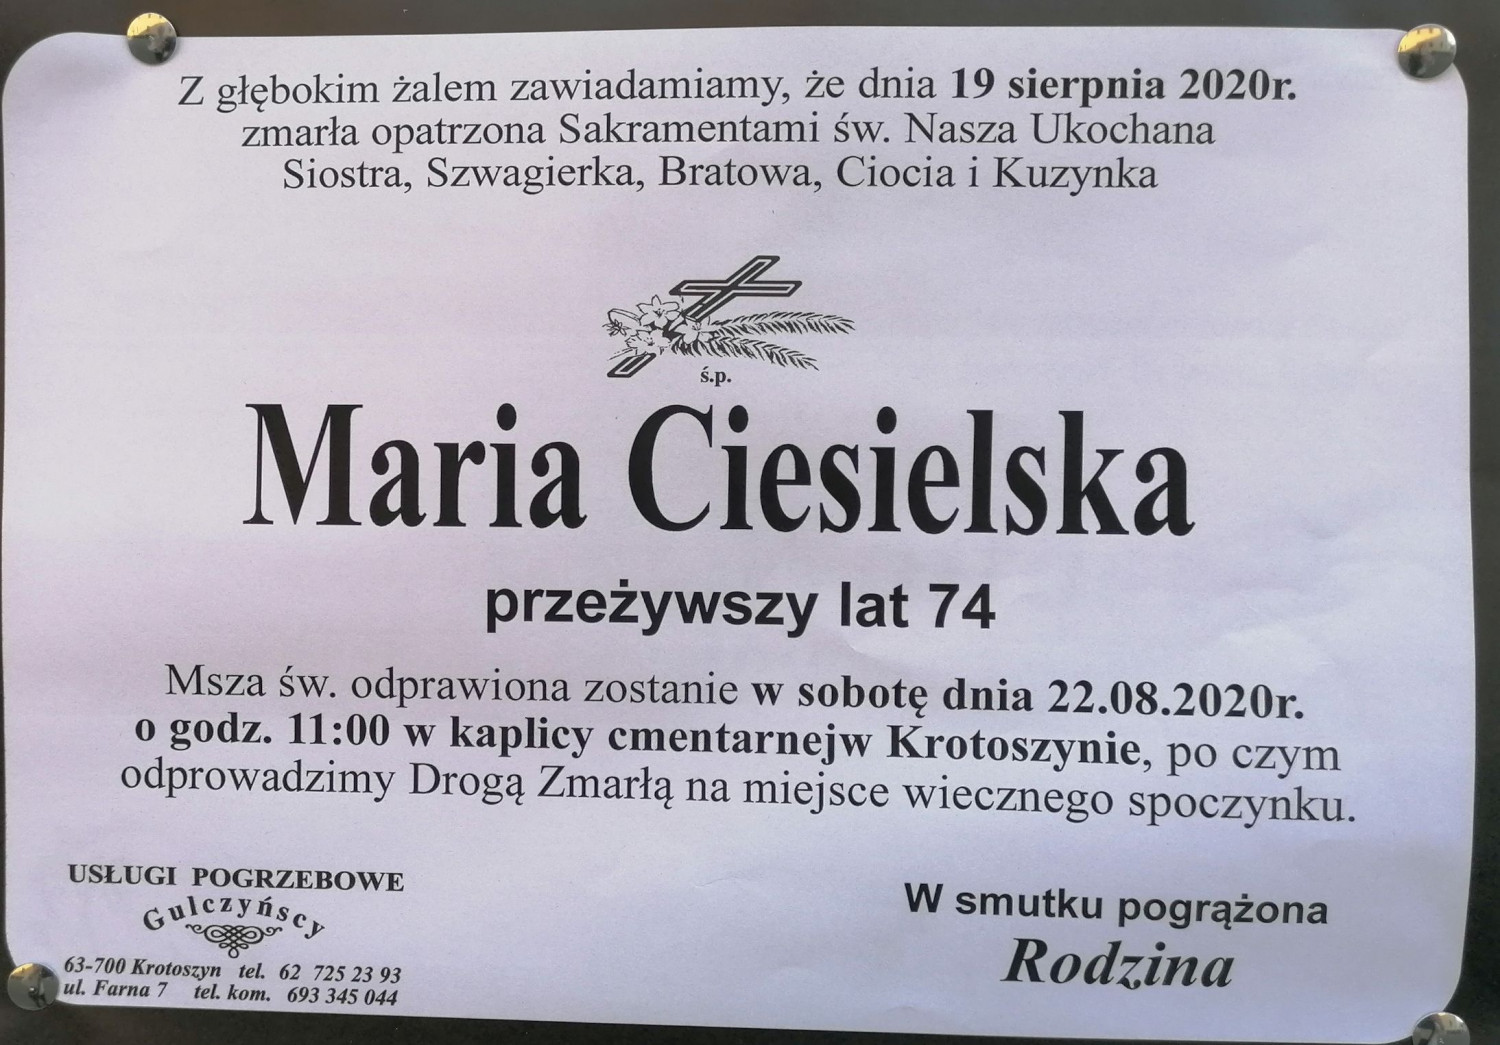 Z głębokim żalem zawiadamiamy, że dnia 19 sierpnia 2020r.
zmarła opatrzona Sakramentami św. Nasza Ukochana
Siostra, Szwagierka, Bratowa, Ciocia i Kuzynka
ś.p.
Maria Ciesielska
przeżywszy lat 74
Msza św. odprawiona zostanie w sobotę dnia 22.08.2020r.
o godz. 11:00 w kaplicy cmentarnejw Krotoszynie, po czym
odprowadzimy Drogą Zmarłą na miejsce wiecznego spoczynku.
USŁUGI POGRZEBOWE
Gulczyńscy
63-700 Krotoszyn tel. 62 725 23 93
ul. Farna 7 tel. kom. 693 345 044
W smutku pogrążona
Rodzina